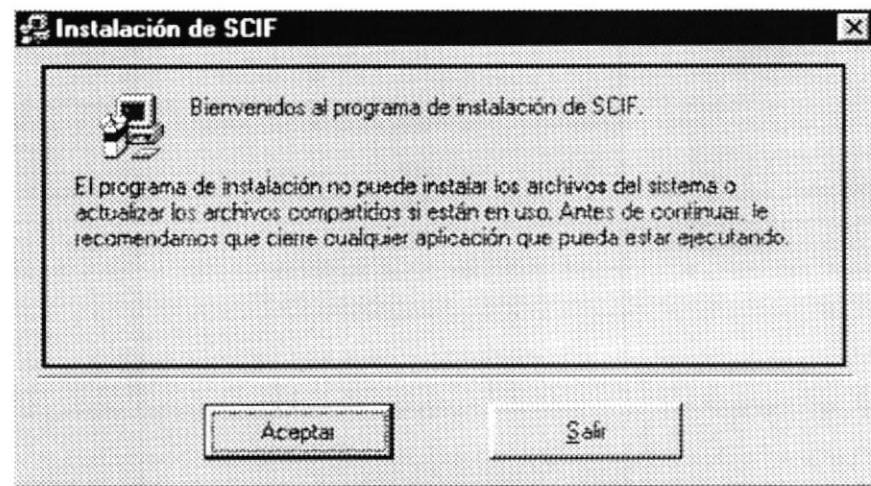 Instalación de SCIF
Bienvenidos al programa de instalación de SCIF.
El programa de instalación no puede instalar los archivos del sistema o
actualizar los archivos compartidos si están en uso. Antes de continuar, le
recomendamos que cierre cualquier aplicación que pueda estar ejecutando.
Aceptar
Salir